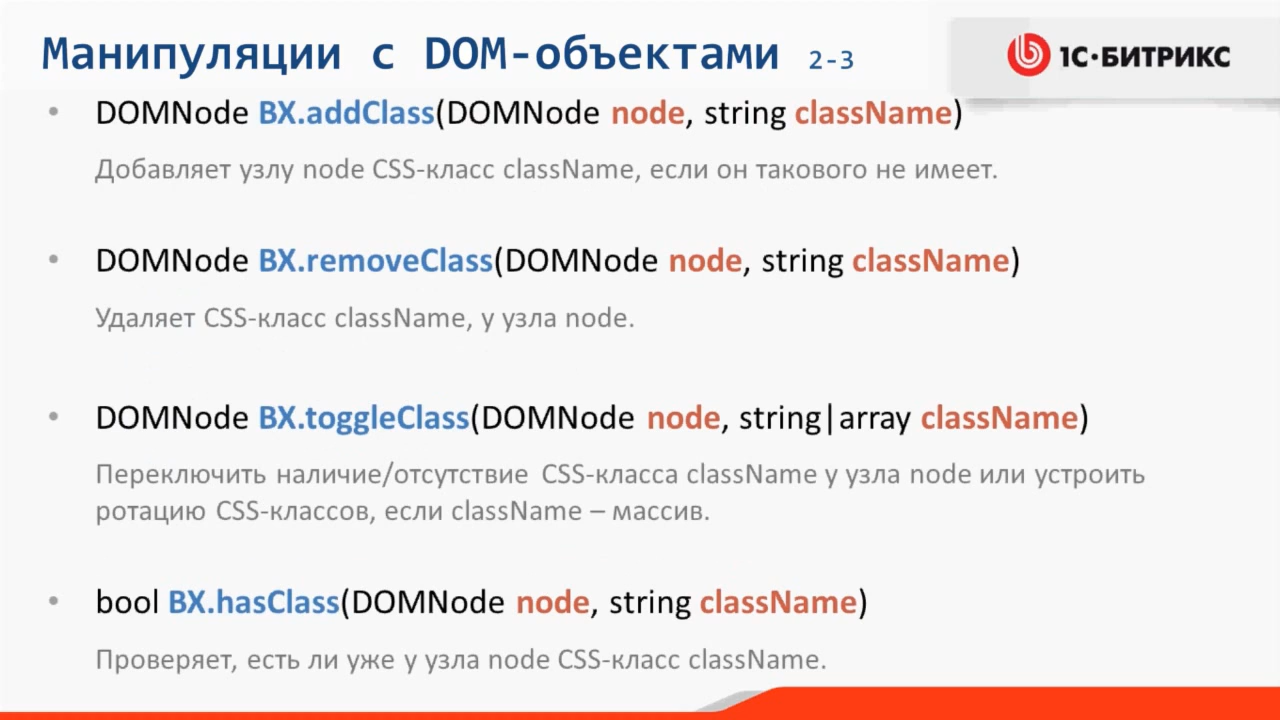 Манипуляции с DOM-объектами 2-3
1С·БИТРИКС
• DOMNode BX.addClass(DOMNode node, string className)
Добавляет узлу node CSS-класс className, если он такового не имеет.
• DOMNode BX.removeClass(DOMNode node, string className)
Удаляет CSS-класс className, у узла node.
• DOMNode BX.toggleClass(DOMNode node, string|array className)
Переключить наличие/отсутствие CSS-класса className у узла node или устроить
ротацию CSS-классов, если className – массив.
• bool BX.hasClass(DOMNode node, string className)
Проверяет, есть ли уже у узла node CSS-класс className.